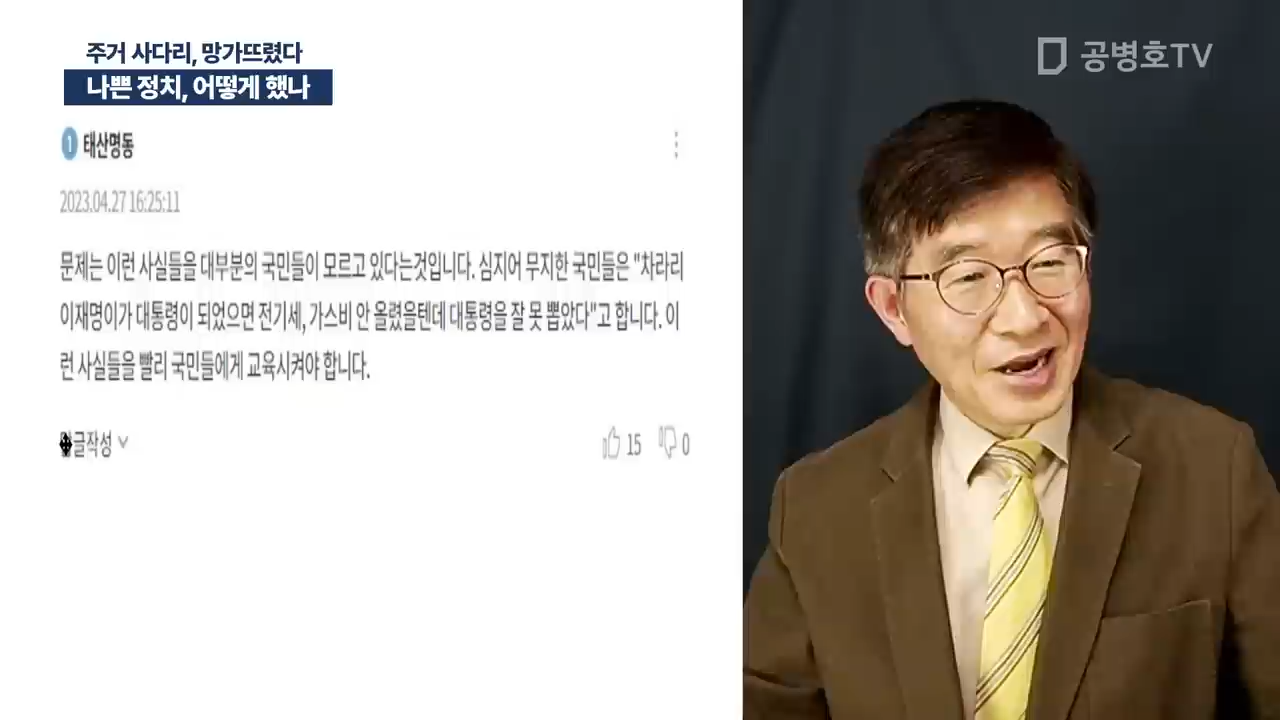 주거 사다리, 망가뜨렸다
나쁜 정치, 어떻게 했나
공병호TV
1 태산명동
2023.04.27 16:25:11
문제는 이런 사실들을 대부분의 국민들이 모르고 있다는것입니다. 심지어 무지한 국민들은 "차라리
이재명이가 대통령이 되었으면 전기세, 가스비 안 올렸을텐데 대통령을 잘 못 뽑았다"고 합니다. 이
런 사실들을 빨리 국민들에게 교육시켜야 합니다.
글작성
15 0